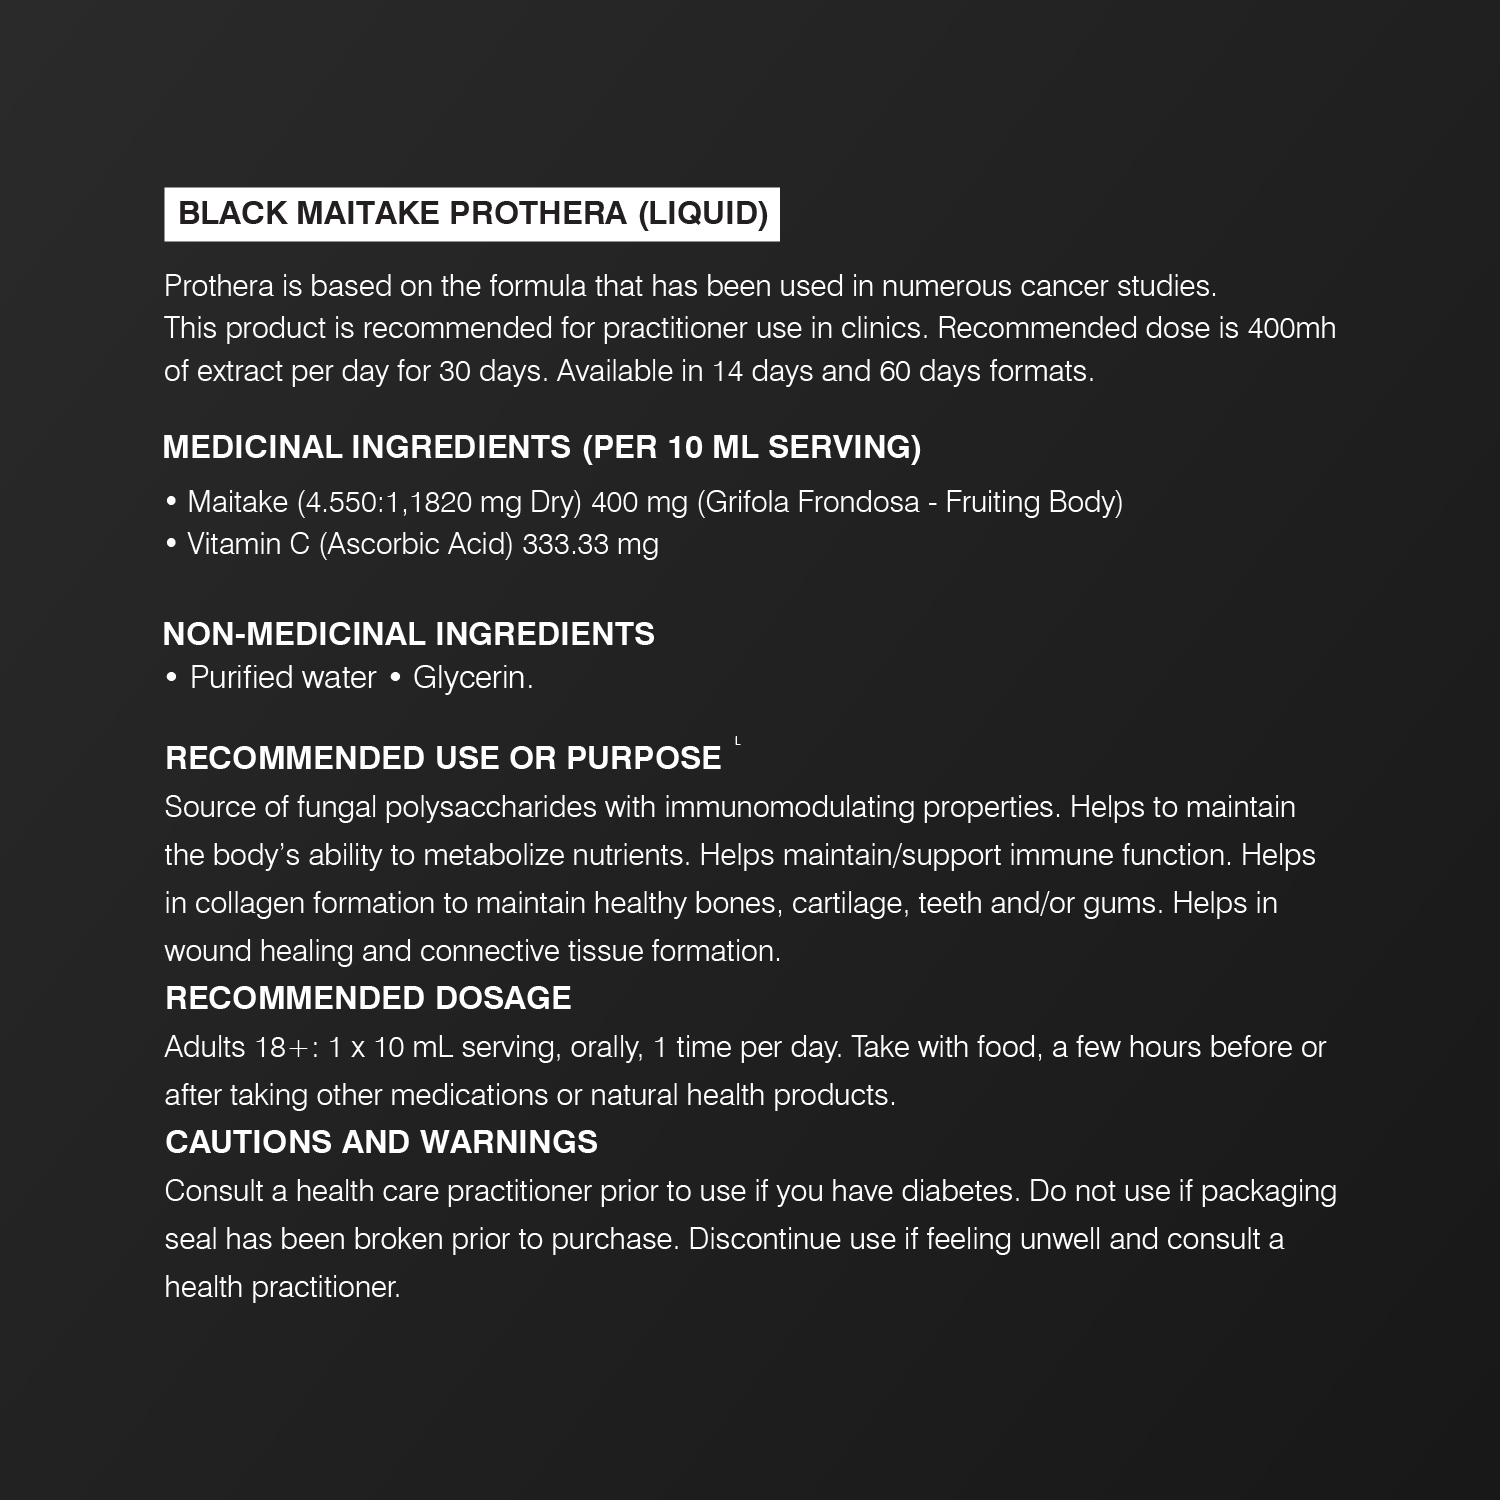 BLACK MAITAKE PROTHERA (LIQUID)
Prothera is based on the formula that has been used in numerous cancer studies.
This product is recommended for practitioner use in clinics. Recommended dose is 400mh
of extract per day for 30 days. Available in 14 days and 60 days formats.
MEDICINAL INGREDIENTS (PER 10 ML SERVING)
• Maitake (4.550:1,1820 mg Dry) 400 mg (Grifola Frondosa - Fruiting Body)
• Vitamin C (Ascorbic Acid) 333.33 mg
NON-MEDICINAL INGREDIENTS
• Purified water • Glycerin.
RECOMMENDED USE OR PURPOSE L
Source of fungal polysaccharides with immunomodulating properties. Helps to maintain
the body’s ability to metabolize nutrients. Helps maintain/support immune function. Helps
in collagen formation to maintain healthy bones, cartilage, teeth and/or gums. Helps in
wound healing and connective tissue formation.
RECOMMENDED DOSAGE
Adults 18+: 1 x 10 mL serving, orally, 1 time per day. Take with food, a few hours before or
after taking other medications or natural health products.
CAUTIONS AND WARNINGS
Consult a health care practitioner prior to use if you have diabetes. Do not use if packaging
seal has been broken prior to purchase. Discontinue use if feeling unwell and consult a
health practitioner.